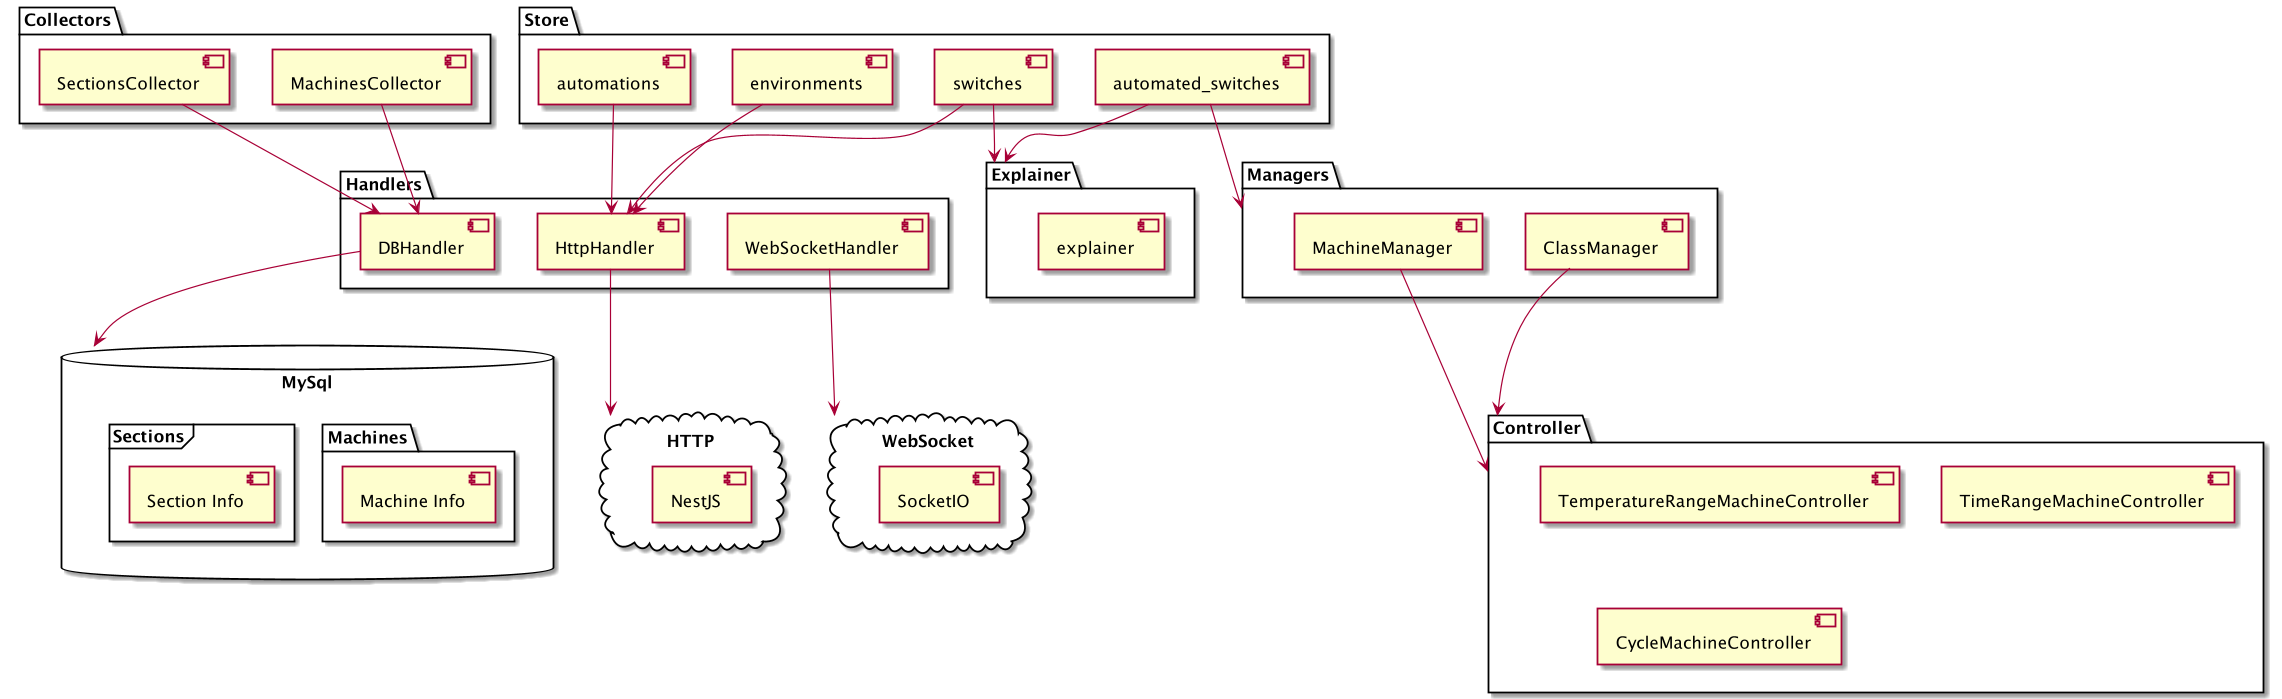 Collectors
SectionsCollector
MachinesCollector
Store
automations
environments
switches
automated_switches
Handlers
DBHandler
HttpHandler
WebSocketHandler
Explainer
explainer
Managers
MachineManager
ClassManager
MySql
Sections
Section Info
Machines
Machine Info
HTTP
NestJS
WebSocket
SocketIO
Controller
TemperatureRangeMachineController
TimeRangeMachineController
CycleMachineController